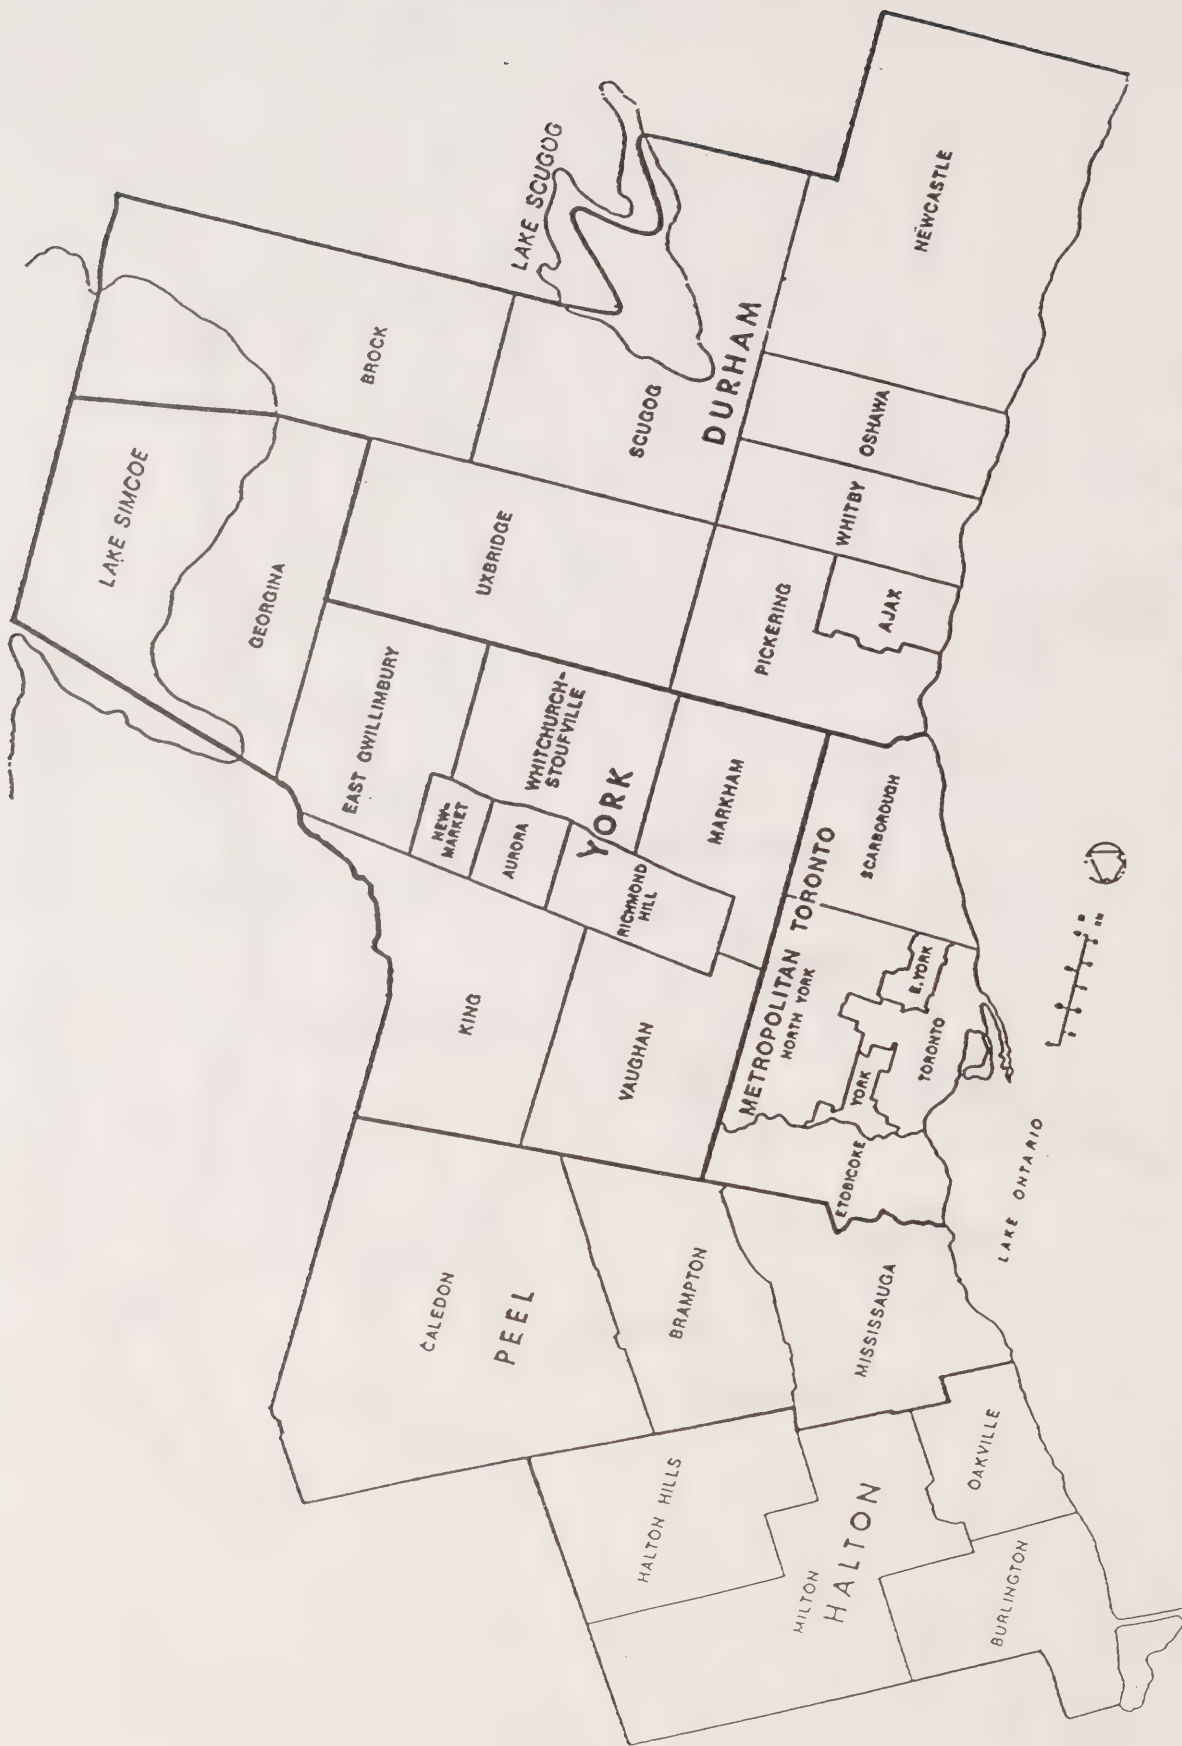 LAKE SIMCOE
GEORGINA
BROCK
LAKE SCUGOG
SCUGOG
UXBRIDGE
DURHAM
NEWCASTLE
OSHAWA
WHITBY
AJAX
PICKERING
EAST GWILLIMBURY
NEW-
MARKET
AURORA
WHITCHURCH-
STOUFVILLE
YORK
RICHMOND
HILL
MARKHAM
KING
VAUGHAN
METROPOLITAN TORONTO
NORTH YORK
SCARBOROUGH
E.YORK
YORK
TORONTO
ETOBICOKE
CALEDON
PEEL
BRAMPTON
MISSISSAUGA
HALTON HILLS
MILTON
HALTON
OAKVILLE
BURLINGTON
LAKE ONTARIO